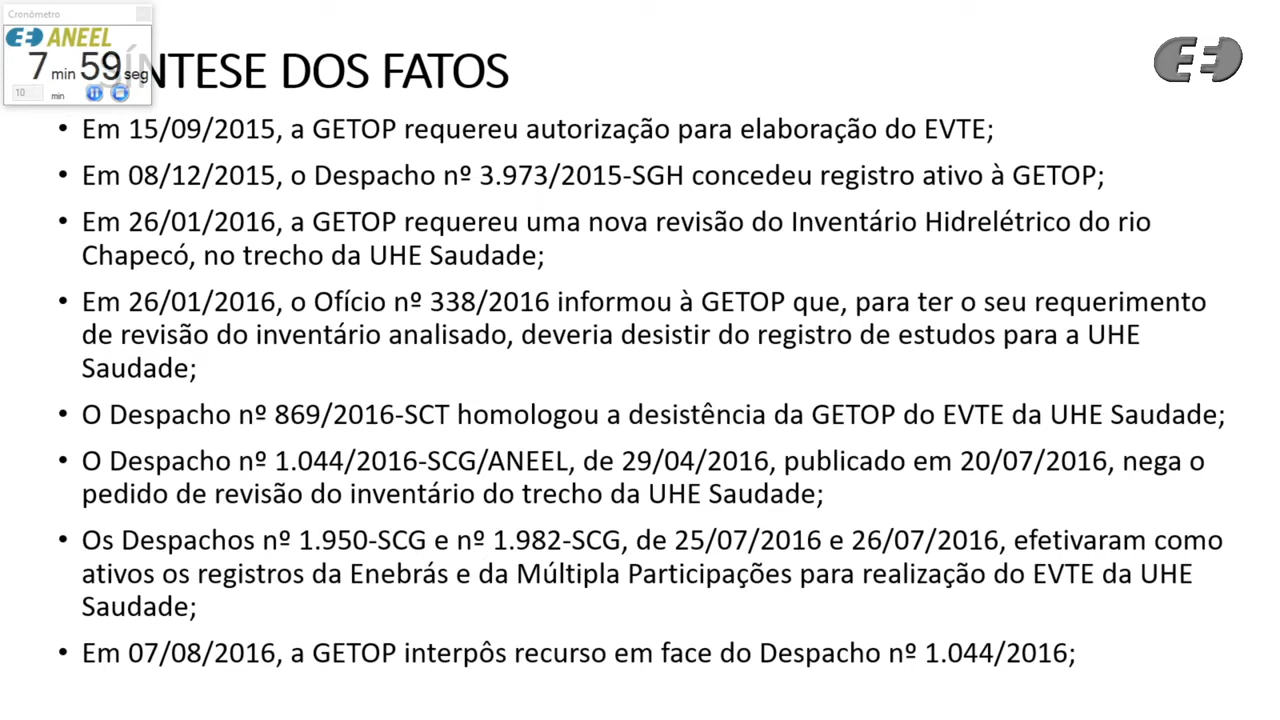 Cronômetro
ANEEL
7 min 59 seg
10 min
SÍNTESE DOS FATOS
• Em 15/09/2015, a GETOP requereu autorização para elaboração do EVTE;
• Em 08/12/2015, o Despacho nº 3.973/2015-SGH concedeu registro ativo à GETOP;
• Em 26/01/2016, a GETOP requereu uma nova revisão do Inventário Hidrelétrico do rio
Chapecó, no trecho da UHE Saudade;
• Em 26/01/2016, o Ofício nº 338/2016 informou à GETOP que, para ter o seu requerimento
de revisão do inventário analisado, deveria desistir do registro de estudos para a UHE
Saudade;
• O Despacho nº 869/2016-SCT homologou a desistência da GETOP do EVTE da UHE Saudade;
• O Despacho nº 1.044/2016-SCG/ANEEL, de 29/04/2016, publicado em 20/07/2016, nega o
pedido de revisão do inventário do trecho da UHE Saudade;
• Os Despachos nº 1.950-SCG e nº 1.982-SCG, de 25/07/2016 e 26/07/2016, efetivaram como
ativos os registros da Enebrás e da Múltipla Participações para realização do EVTE da UHE
Saudade;
• Em 07/08/2016, a GETOP interpôs recurso em face do Despacho nº 1.044/2016;